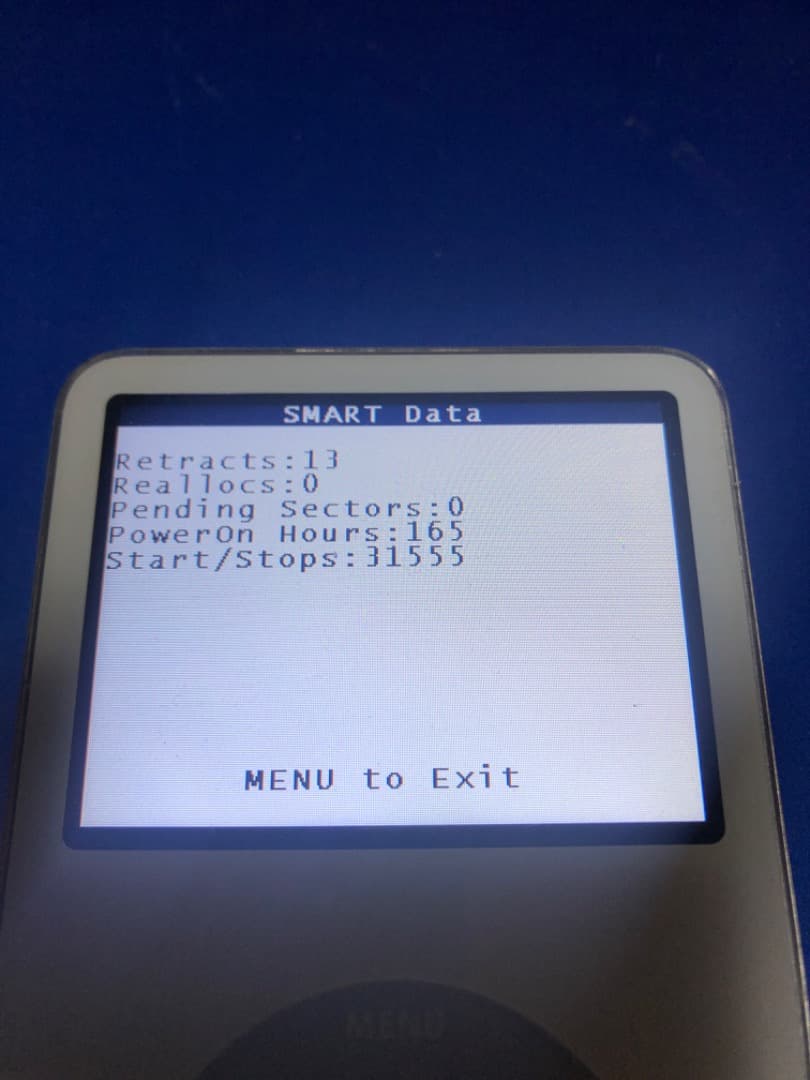 SMART Data
Retracts:13
Reallocs:0
Pending Sectors:0
PowerOn Hours:165
Start/Stops:31555
MENU to Exit
MENU